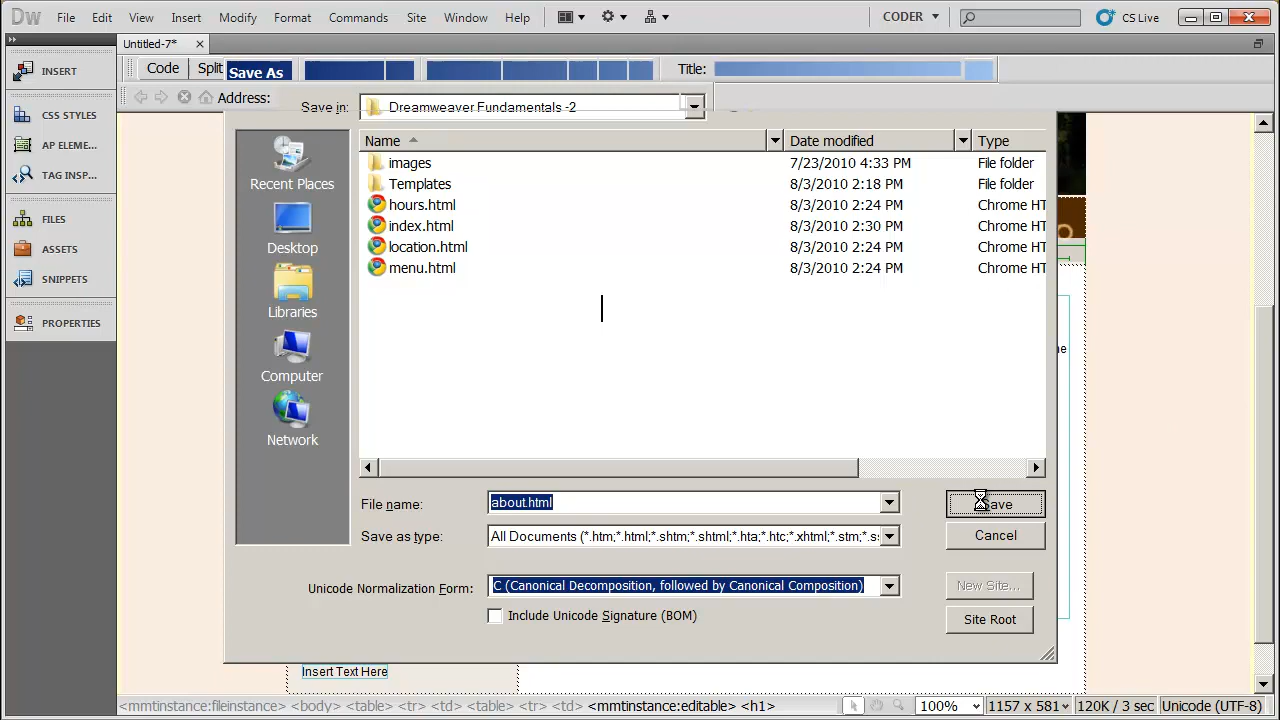 Dw File Edit View Insert Modify Format Commands Site Window Help CODER CS Live
Untitled-7*
INSERT
CSS STYLES
AP ELEME...
TAG INSP...
FILES
ASSETS
SNIPPETS
PROPERTIES
Code Split Title:
Address:
Save As
Save in: Dreamweaver Fundamentals -2
Name Date modified Type
images 7/23/2010 4:33 PM File folder
Templates 8/3/2010 2:18 PM File folder
hours.html 8/3/2010 2:24 PM Chrome HT
index.html 8/3/2010 2:30 PM Chrome HT
location.html 8/3/2010 2:24 PM Chrome HT
menu.html 8/3/2010 2:24 PM Chrome HT
Recent Places
Desktop
Libraries
Computer
Network
File name: about.html Save
Save as type: All Documents (*.htm;*.html;*.shtm;*.shtml;*.hta;*.htc;*.xhtml;*.stm;*.s Cancel
Unicode Normalization Form: C (Canonical Decomposition, followed by Canonical Composition) New Site...
Include Unicode Signature (BOM) Site Root
Insert Text Here
<mmtinstance:fileinstance> <body> <table> <tr> <td> <table> <tr> <td> <mmtinstance:editable> <h1> 100% 1157 x 581 120K / 3 sec Unicode (UTF-8)